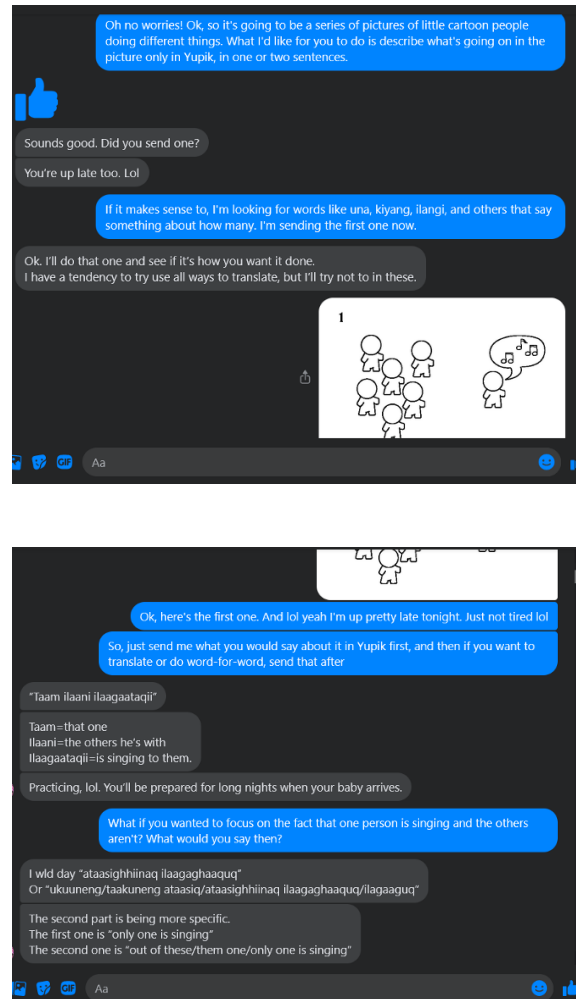 Oh no worries! Ok, so it's going to be a series of pictures of little cartoon people
doing different things. What I'd like for you to do is describe what's going on in the
picture only in Yupik, in one or two sentences.
Sounds good. Did you send one?
You're up late too. Lol
If it makes sense to, I'm looking for words like una, kiyang, ilangi, and others that say
something about how many. I'm sending the first one now.
Ok. I'll do that one and see if it's how you want it done.
I have a tendency to try use all ways to translate, but I'll try not to in these.
1
GIF
Aa
Ok, here's the first one. And lol yeah I'm up pretty late tonight. Just not tired lol
So, just send me what you would say about it in Yupik first, and then if you want to
translate or do word-for-word, send that after
"Taam ilaani ilaagaataqii"
Taam=that one
Ilaani=the others he's with
Ilaagaataqii=is singing to them.
Practicing, lol. You'll be prepared for long nights when your baby arrives.
What if you wanted to focus on the fact that one person is singing and the others
aren't? What would you say then?
I wld day "ataasighhiinaq ilaagaghaaquq"
Or "ukuuneng/taakuneng ataasiq/ataasighhiinaq ilaagaghaaquq/ilagaaguq"
The second part is being more specific.
The first one is "only one is singing"
The second one is "out of these/them one/only one is singing"
GIF
Aa